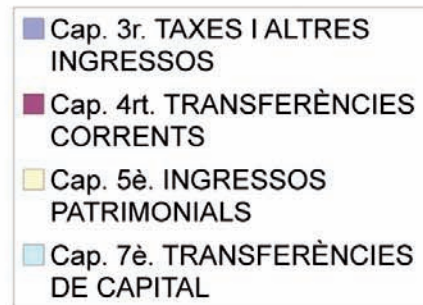 Cap. 3r. TAXES I ALTRES
INGRESSOS
Cap. 4rt. TRANSFERÈNCIES
CORRENTS
Cap. 5è. INGRESSOS
PATRIMONIALS
Cap. 7è. TRANSFERÈNCIES
DE CAPITAL